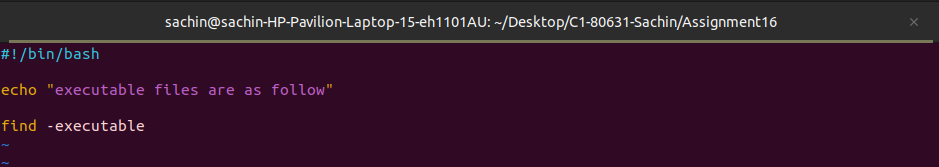 sachin@sachin-HP-Pavilion-Laptop-15-eh1101AU: ~/Desktop/C1-80631-Sachin/Assignment16 ×
#!/bin/bash
echo "executable files are as follow"
find -executable
~
~